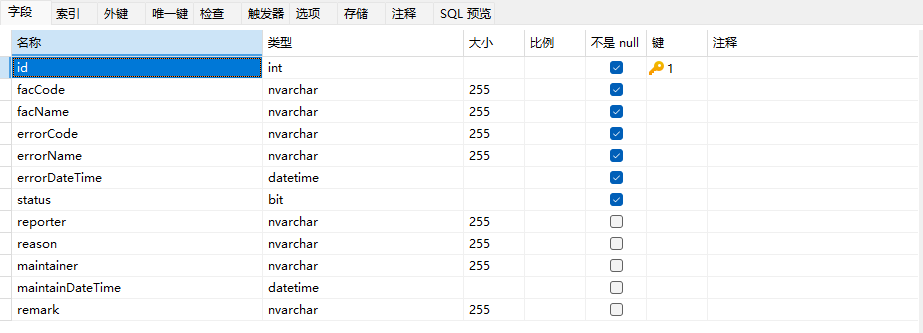 字段 索引 外键 唯一键 检查 触发器 选项 存储 注释 SQL 预览
名称 类型 大小 比例 不是 null 键 注释
id int 1
facCode nvarchar 255
facName nvarchar 255
errorCode nvarchar 255
errorName nvarchar 255
errorDateTime datetime
status bit
reporter nvarchar 255
reason nvarchar 255
maintainer nvarchar 255
maintainDateTime datetime
remark nvarchar 255